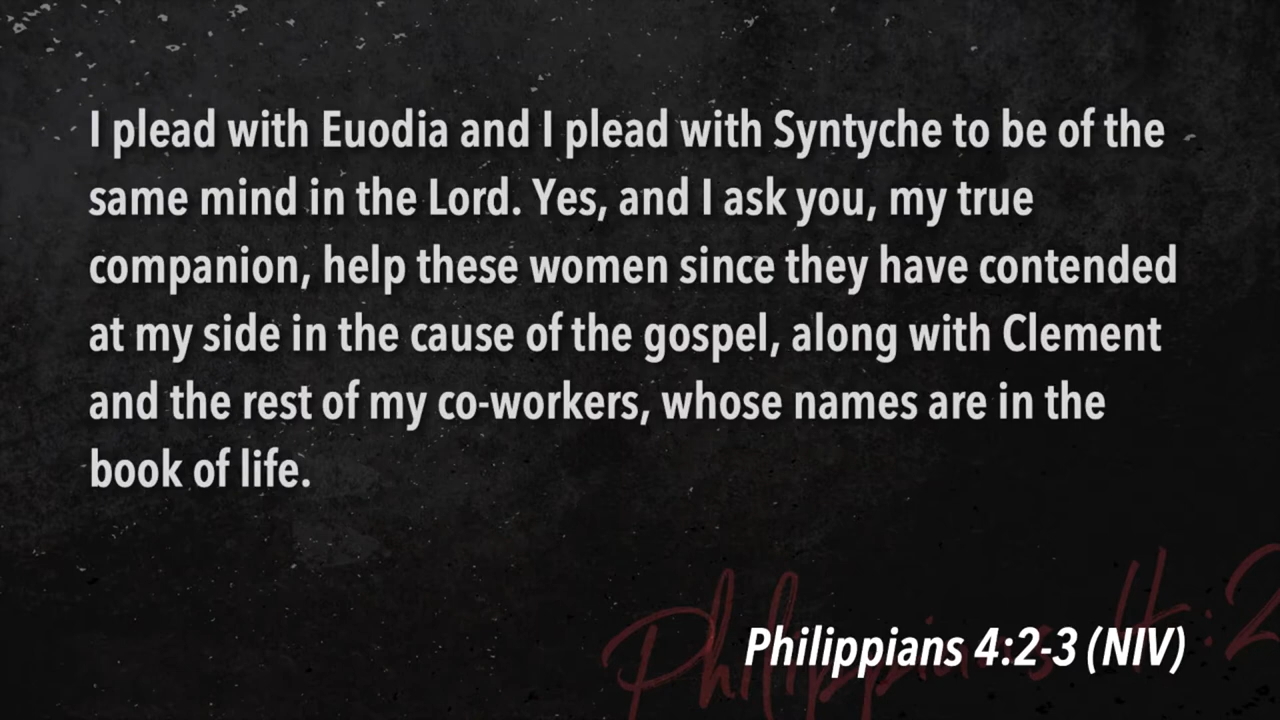 I plead with Euodia and I plead with Syntyche to be of the
same mind in the Lord. Yes, and I ask you, my true
companion, help these women since they have contended
at my side in the cause of the gospel, along with Clement
and the rest of my co-workers, whose names are in the
book of life.
Philippians 4:2-3 (NIV)
Philippians 4:2